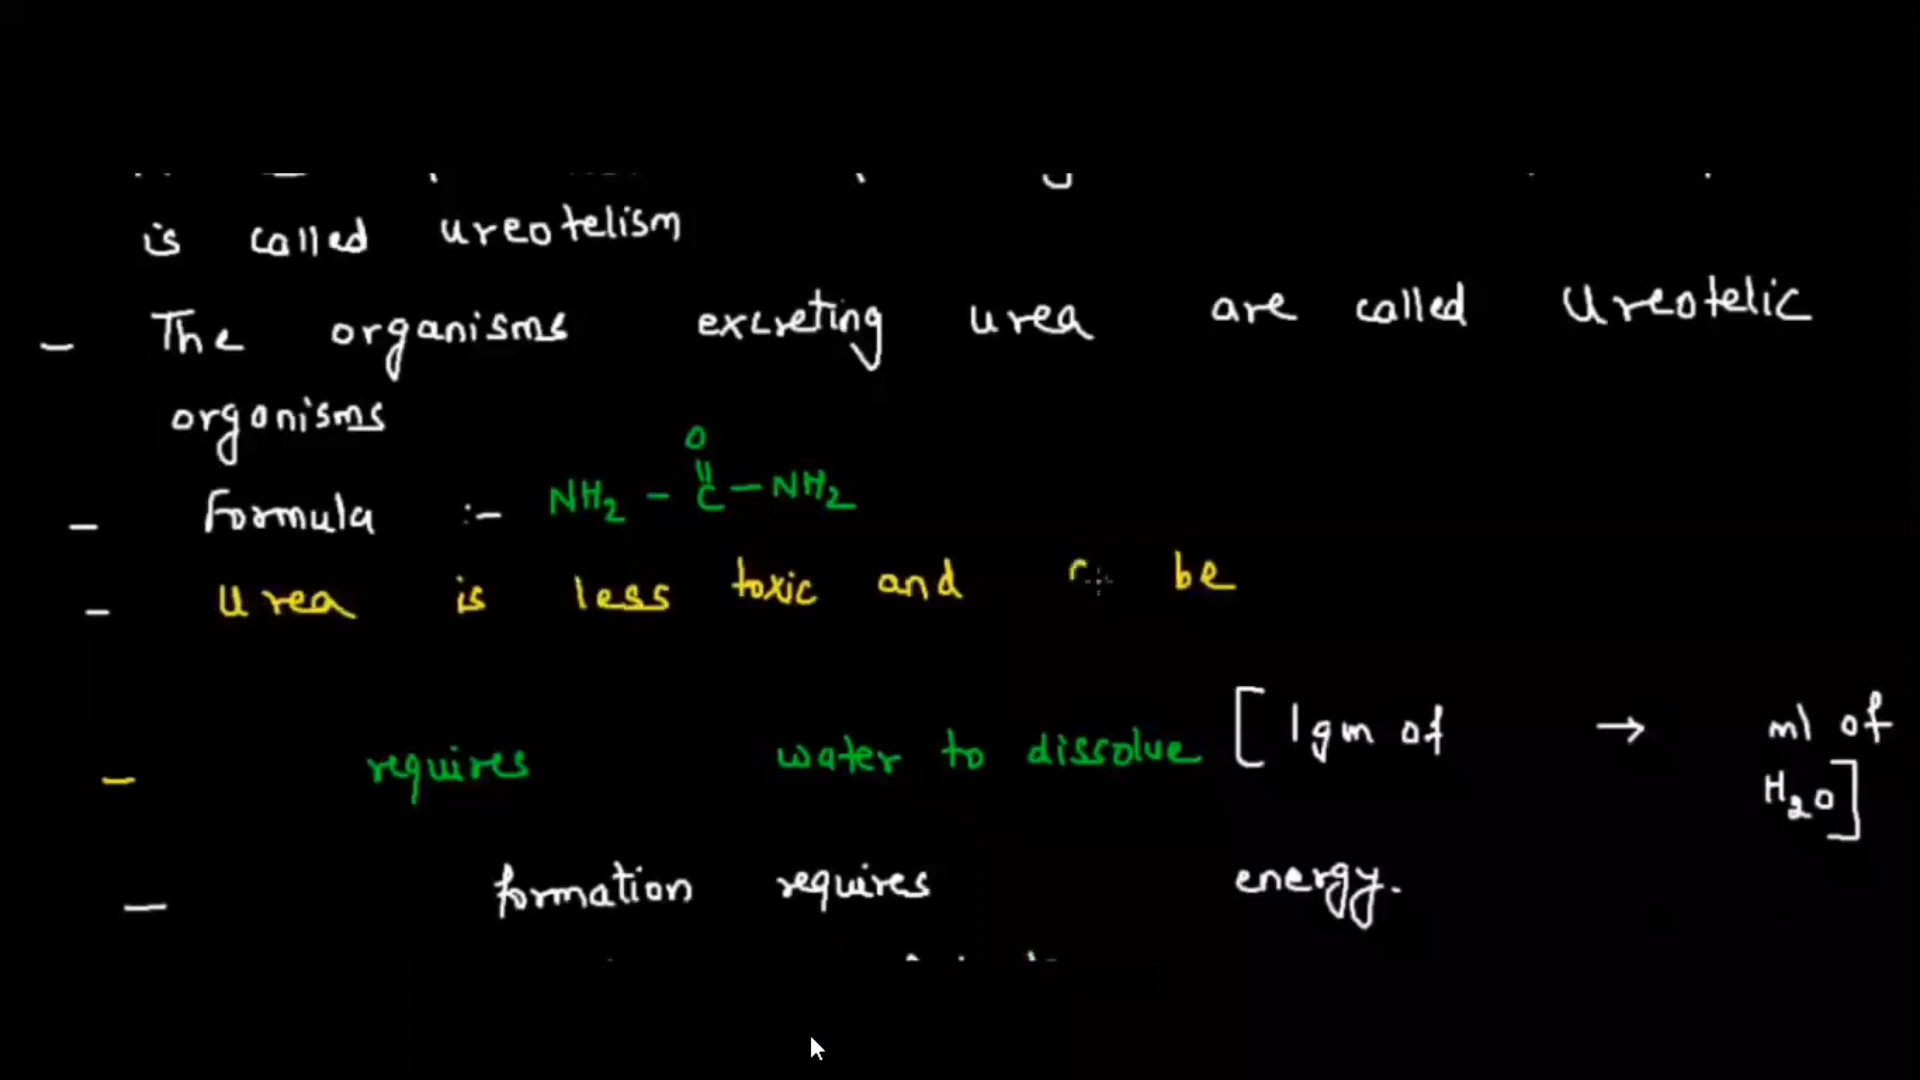 is called ureotelism
- The organisms excreting urea are called Ureotelic
organisms
- Formula :- NH2 - C - NH2
O
- Urea is less toxic and be
- requires water to dissolve [1gm of → ml of
H2O]
- formation requires energy.